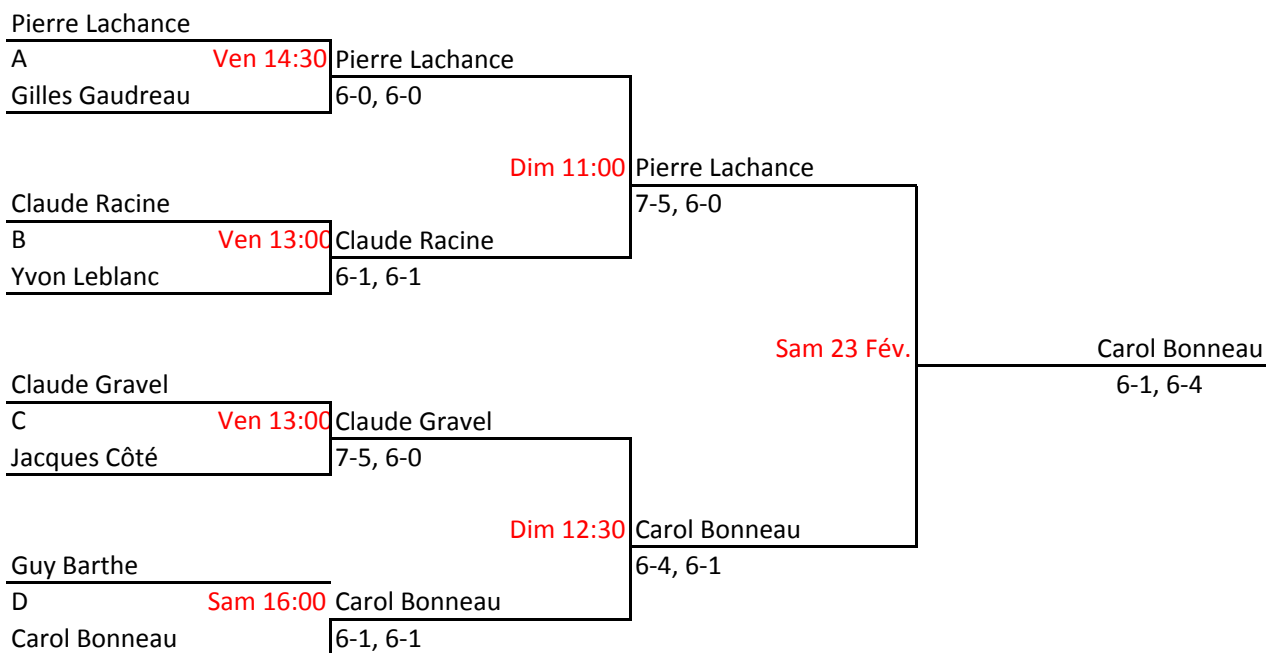 Pierre Lachance
A Ven 14:30 Pierre Lachance
Gilles Gaudreau 6-0, 6-0
Dim 11:00 Pierre Lachance
Claude Racine 7-5, 6-0
B Ven 13:00 Claude Racine
Yvon Leblanc 6-1, 6-1
Sam 23 Fév. Carol Bonneau
Claude Gravel 6-1, 6-4
C Ven 13:00 Claude Gravel
Jacques Côté 7-5, 6-0
Dim 12:30 Carol Bonneau
Guy Barthe 6-4, 6-1
D Sam 16:00 Carol Bonneau
Carol Bonneau 6-1, 6-1